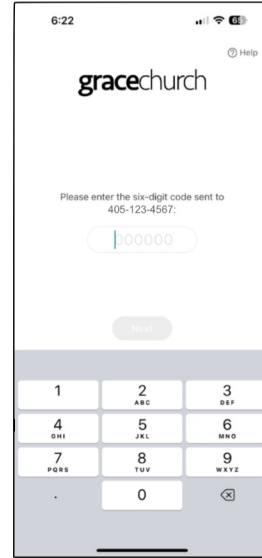 6:22
Help
gracechurch
Please enter the six-digit code sent to
405-123-4567:
000000
Next
1
2
ABC
3
DEF
4
GHI
5
JKL
6
MNO
7
PQRS
8
TUV
9
WXYZ
.
0